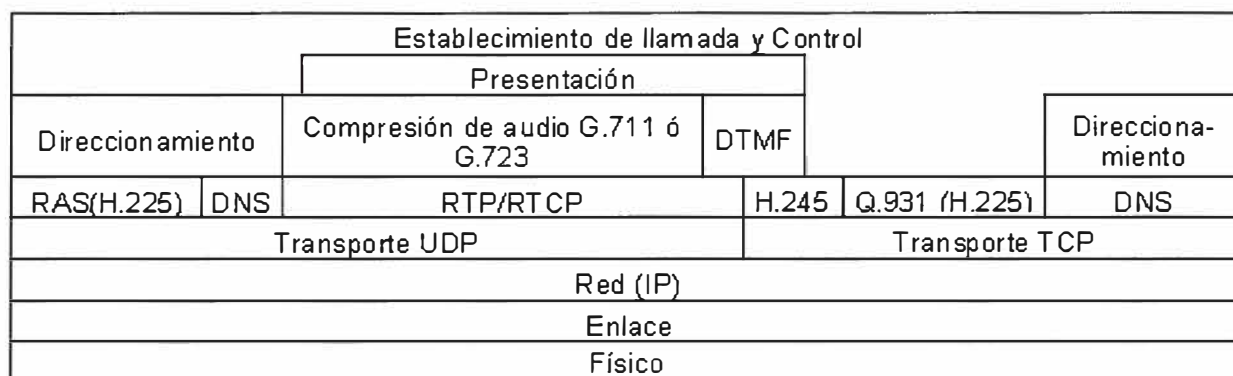 Establecimiento de llamada y Control
Presentación
Direccionamiento
Compresión de audio G.711 ó
G.723
DTMF
Direcciona-
miento
RAS(H.225) DNS RTP/RTCP H.245 Q.931 (H.225) DNS
Transporte UDP Transporte TCP
Red (IP)
Enlace
Físico